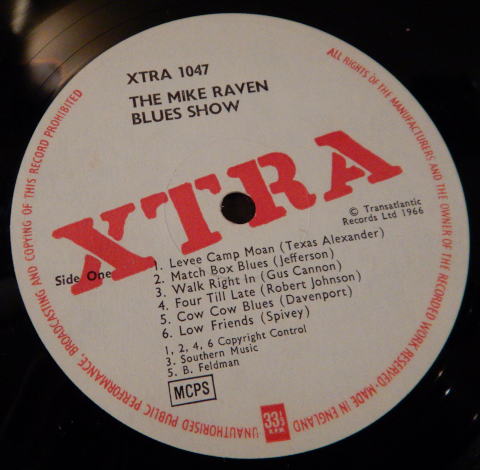 XTRA 1047
THE MIKE RAVEN
BLUES SHOW
XTRA
© Transatlantic
Records Ltd 1966
Side One
1. Levee Camp Moan (Texas Alexander)
2. Match Box Blues (Jefferson)
3. Walk Right in (Gus Cannon)
4. Four Till Late (Robert Johnson)
5. Cow Cow Blues (Davenport)
6. Low Friends (Spivey)
1, 2, 4, 6 Copyright Control
3. Southern Music
5. B. Feldman
MCPS
33⅓
R.P.M.
ALL RIGHTS OF THE MANUFACTURERS AND THE OWNER OF THE RECORDED WORK RESERVED-MADE IN ENGLAND
UNAUTHORISED PUBLIC PERFORMANCE, BROADCASTING AND COPYING OF THIS RECORD PROHIBITED